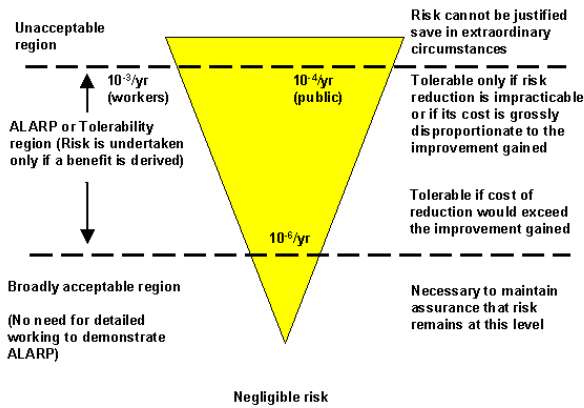 Unacceptable
region
Risk cannot be justified
save in extraordinary
circumstances
10-3/yr
(workers)
10-4/yr
(public)
Tolerable only if risk
reduction is impracticable
or if its cost is grossly
disproportionate to the
improvement gained
ALARP or Tolerability
region (Risk is undertaken
only if a benefit is derived)
Tolerable if cost of
reduction would exceed
the improvement gained
10-6/yr
Broadly acceptable region
(No need for detailed
working to demonstrate
ALARP)
Necessary to maintain
assurance that risk
remains at this level
Negligible risk